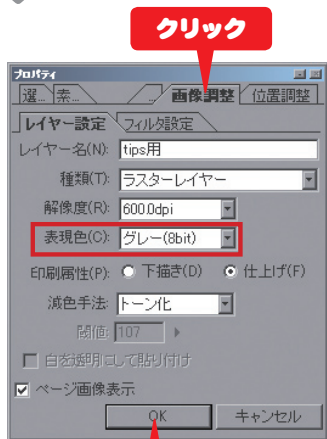 クリック
プロパティ
選... 素... /.../ 画像調整 位置調整
レイヤー設定 フィルタ設定
レイヤー名(N): tips用
種類(T): ラスターレイヤー
解像度(R): 600.0dpi
表現色(C): グレー(8bit)
印刷属性(P): 下描き(D) 仕上げ(F)
減色手法: トーン化
閾値: 107
白を透明にして貼り付け
ページ画像表示
OK キャンセル